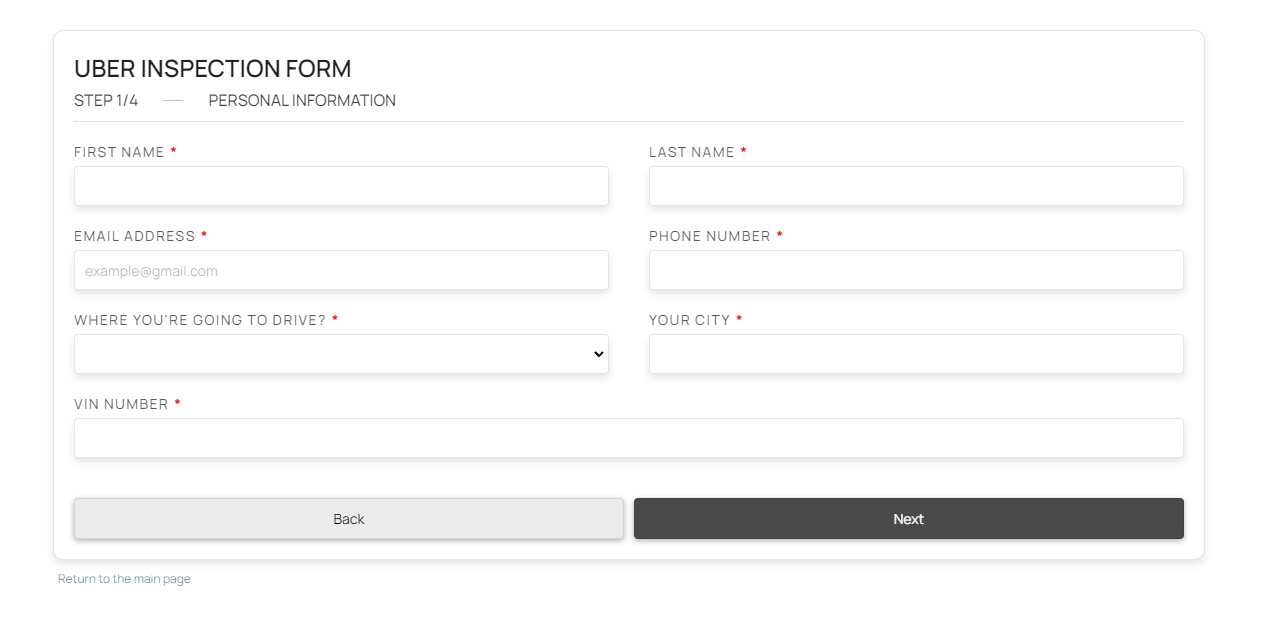 UBER INSPECTION FORM
STEP 1/4 — PERSONAL INFORMATION
FIRST NAME * LAST NAME *
EMAIL ADDRESS * PHONE NUMBER *
example@gmail.com
WHERE YOU'RE GOING TO DRIVE? * YOUR CITY *
VIN NUMBER *
Back Next
Return to the main page